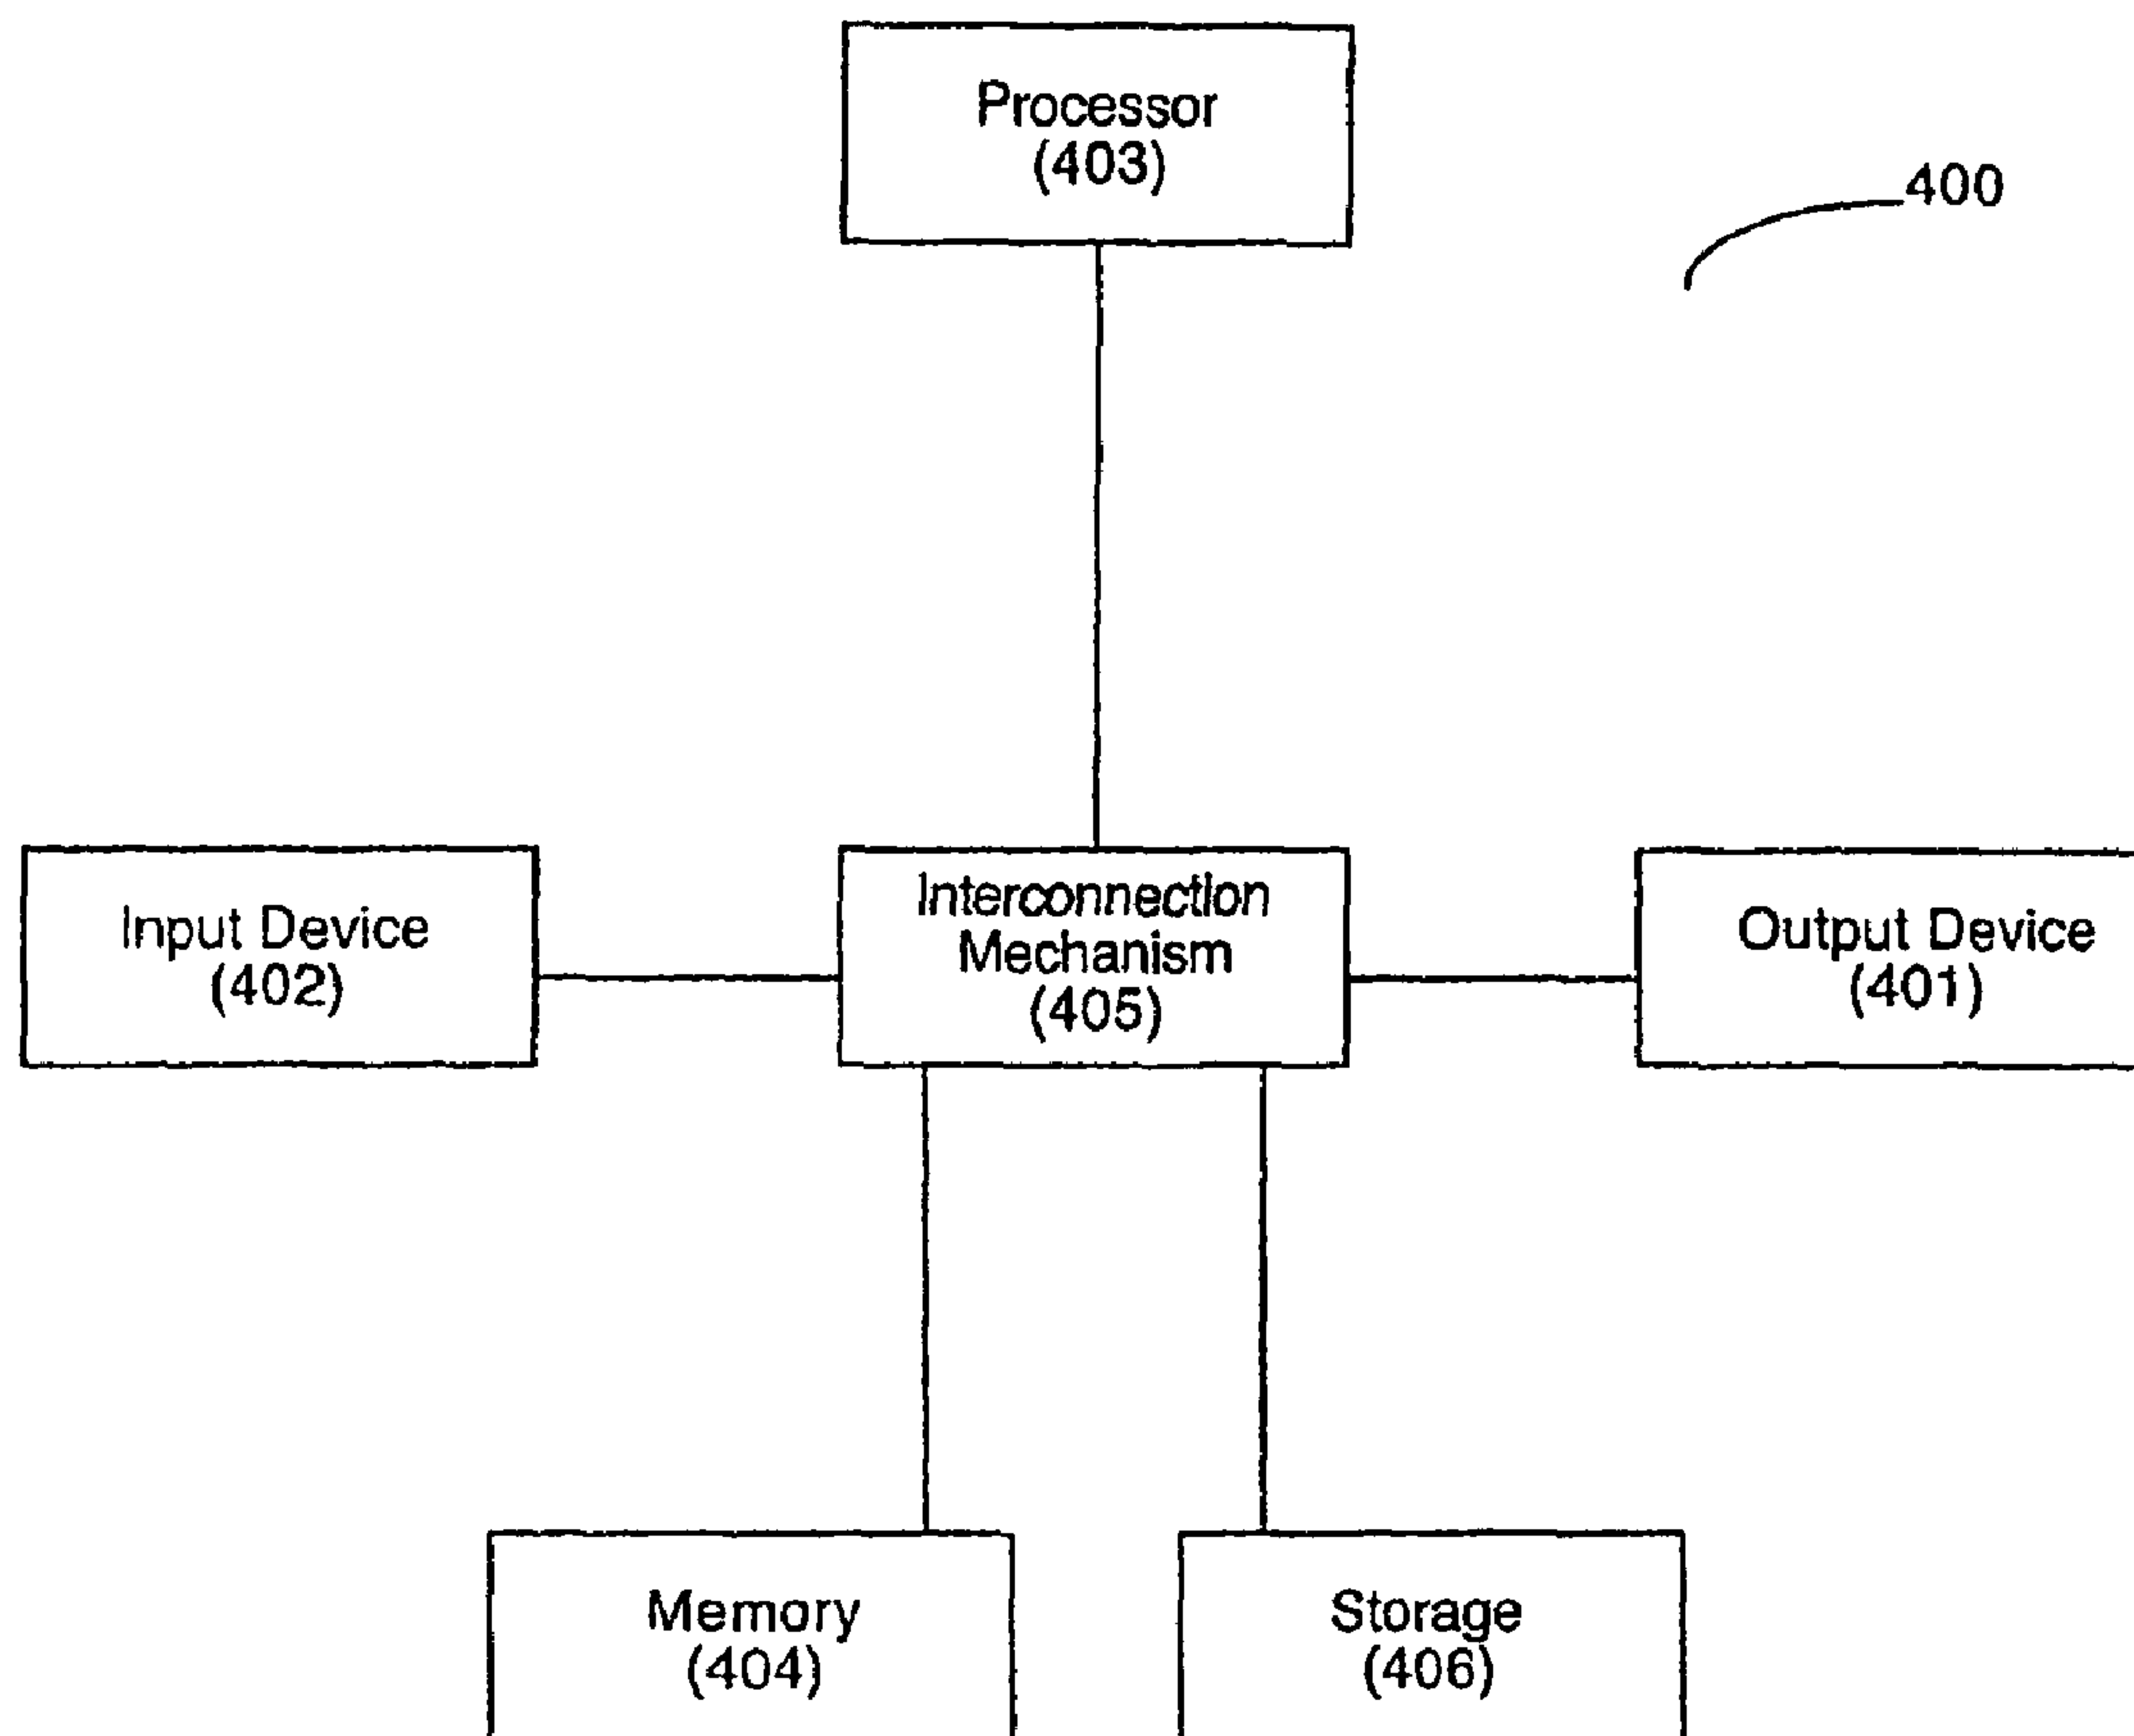 Processor
(403)
400
Input Device
(402)
Interconnection
Mechanism
(405)
Output Device
(401)
Memory
(404)
Storage
(406)